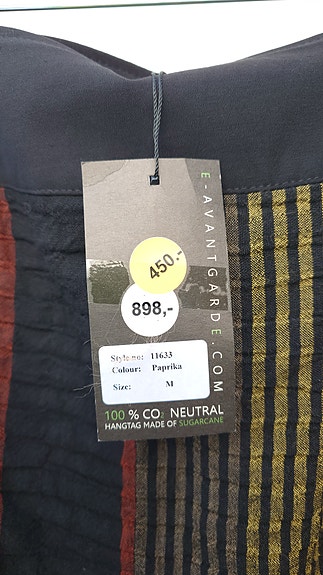 E-AVANTGARDE.COM
450.-
898,-
Style no: 11633
Colour: Paprika
Size: M
100 % CO2 NEUTRAL
HANGTAG MADE OF SUGARCANE